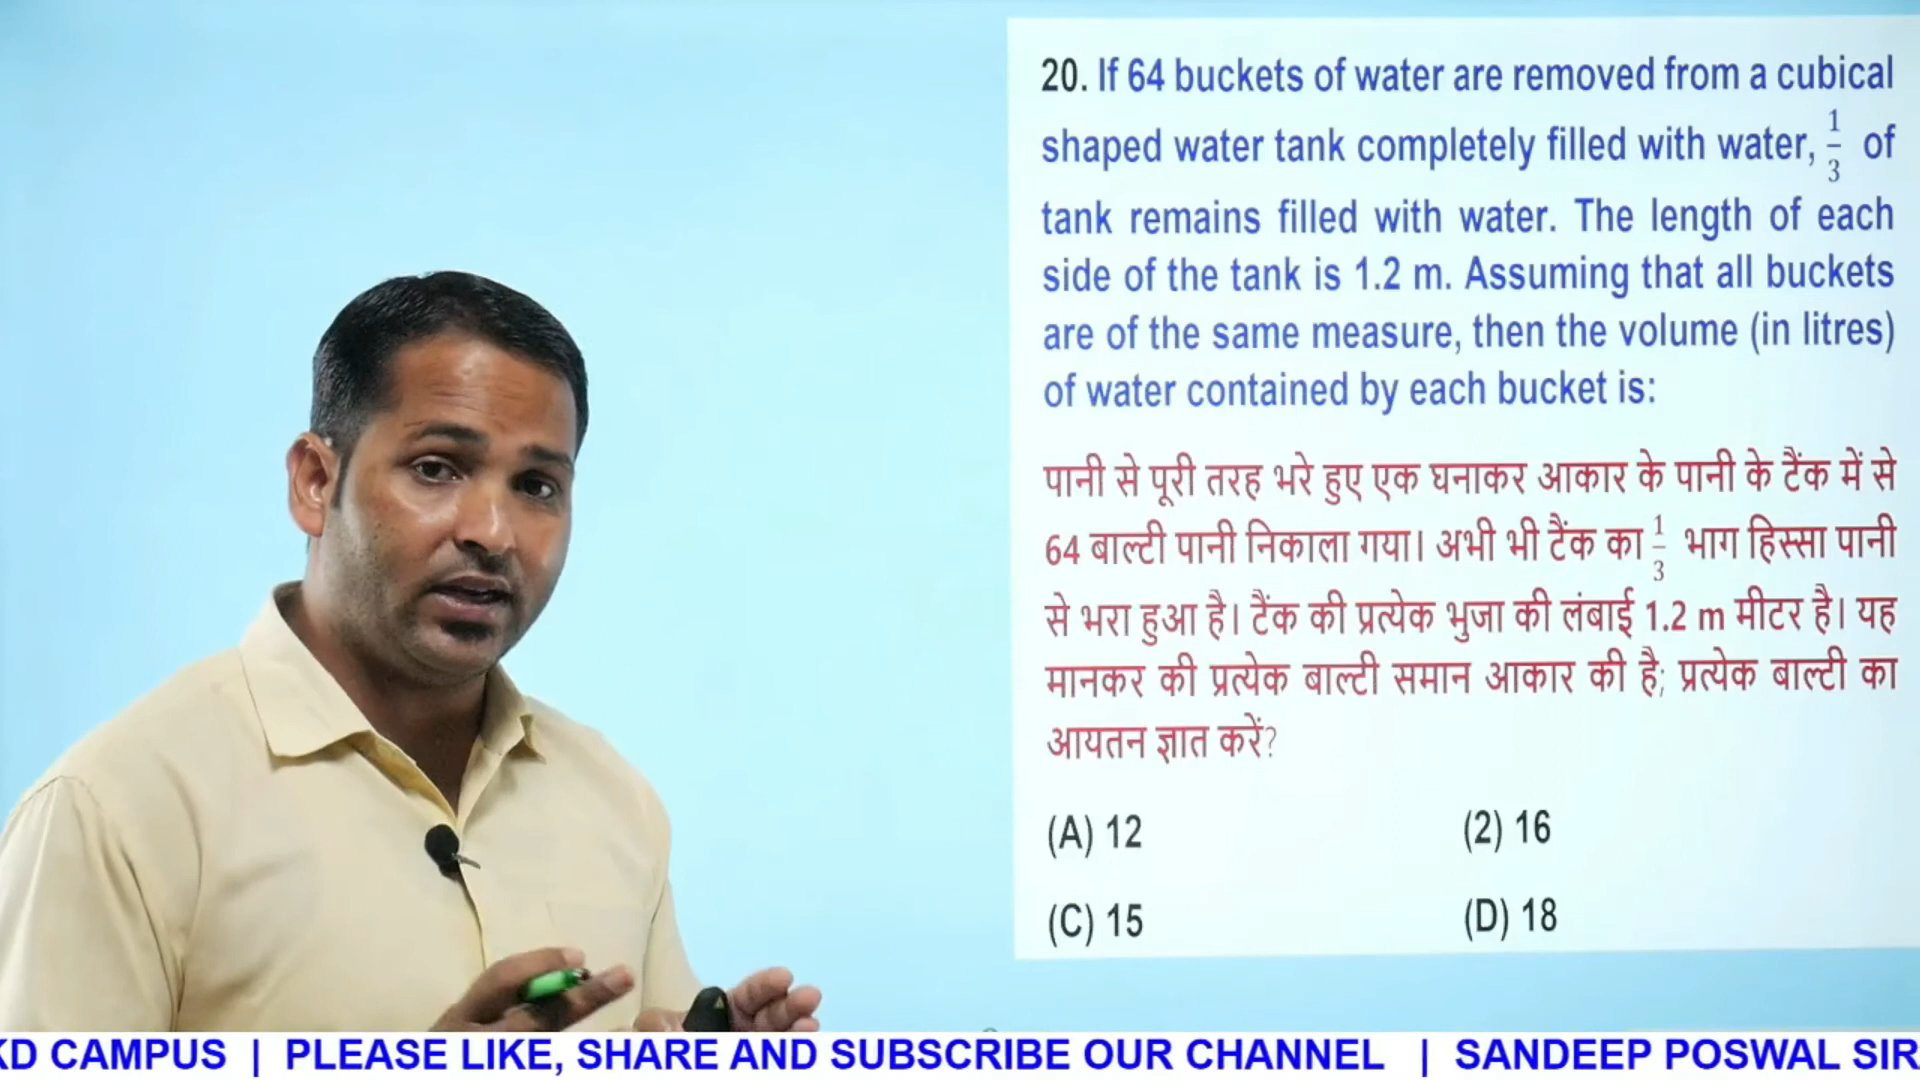 20. If 64 buckets of water are removed from a cubical
shaped water tank completely filled with water, 1/3 of
tank remains filled with water. The length of each
side of the tank is 1.2 m. Assuming that all buckets
are of the same measure, then the volume (in litres)
of water contained by each bucket is:
पानी से पूरी तरह भरे हुए एक घनाकर आकार के पानी के टैंक में से
64 बाल्टी पानी निकाला गया। अभी भी टैंक का 1/3 भाग हिस्सा पानी
से भरा हुआ है। टैंक की प्रत्येक भुजा की लंबाई 1.2 m मीटर है। यह
मानकर की प्रत्येक बाल्टी समान आकार की है; प्रत्येक बाल्टी का
आयतन ज्ञात करें?
(A) 12 (2) 16
(C) 15 (D) 18
KD CAMPUS | PLEASE LIKE, SHARE AND SUBSCRIBE OUR CHANNEL | SANDEEP POSWAL SIR